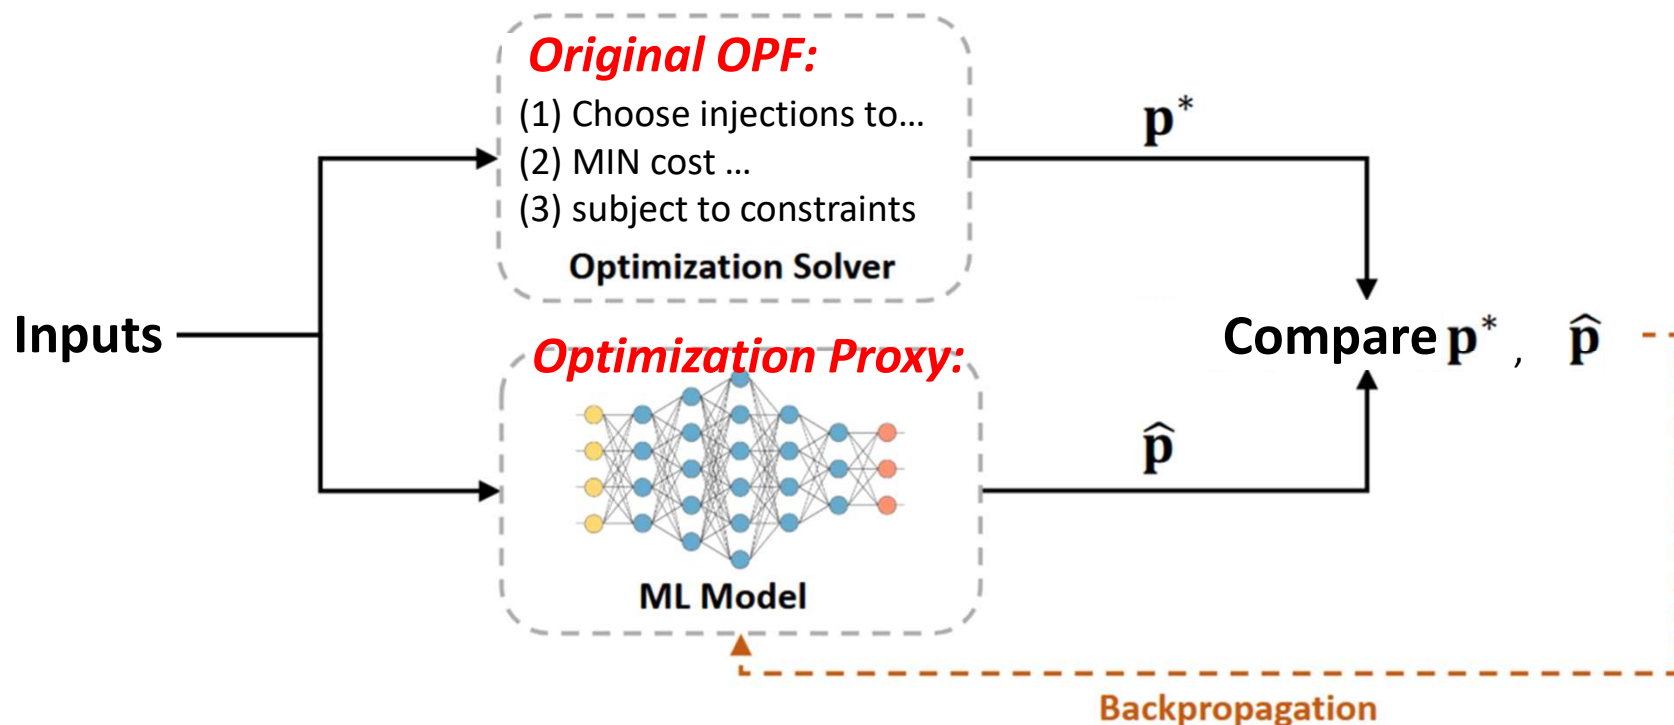 Original OPF:
(1) Choose injections to…
(2) MIN cost …
(3) subject to constraints
Optimization Solver
p*
Inputs
Compare p* , p̂
Optimization Proxy:
p̂
ML Model
Backpropagation